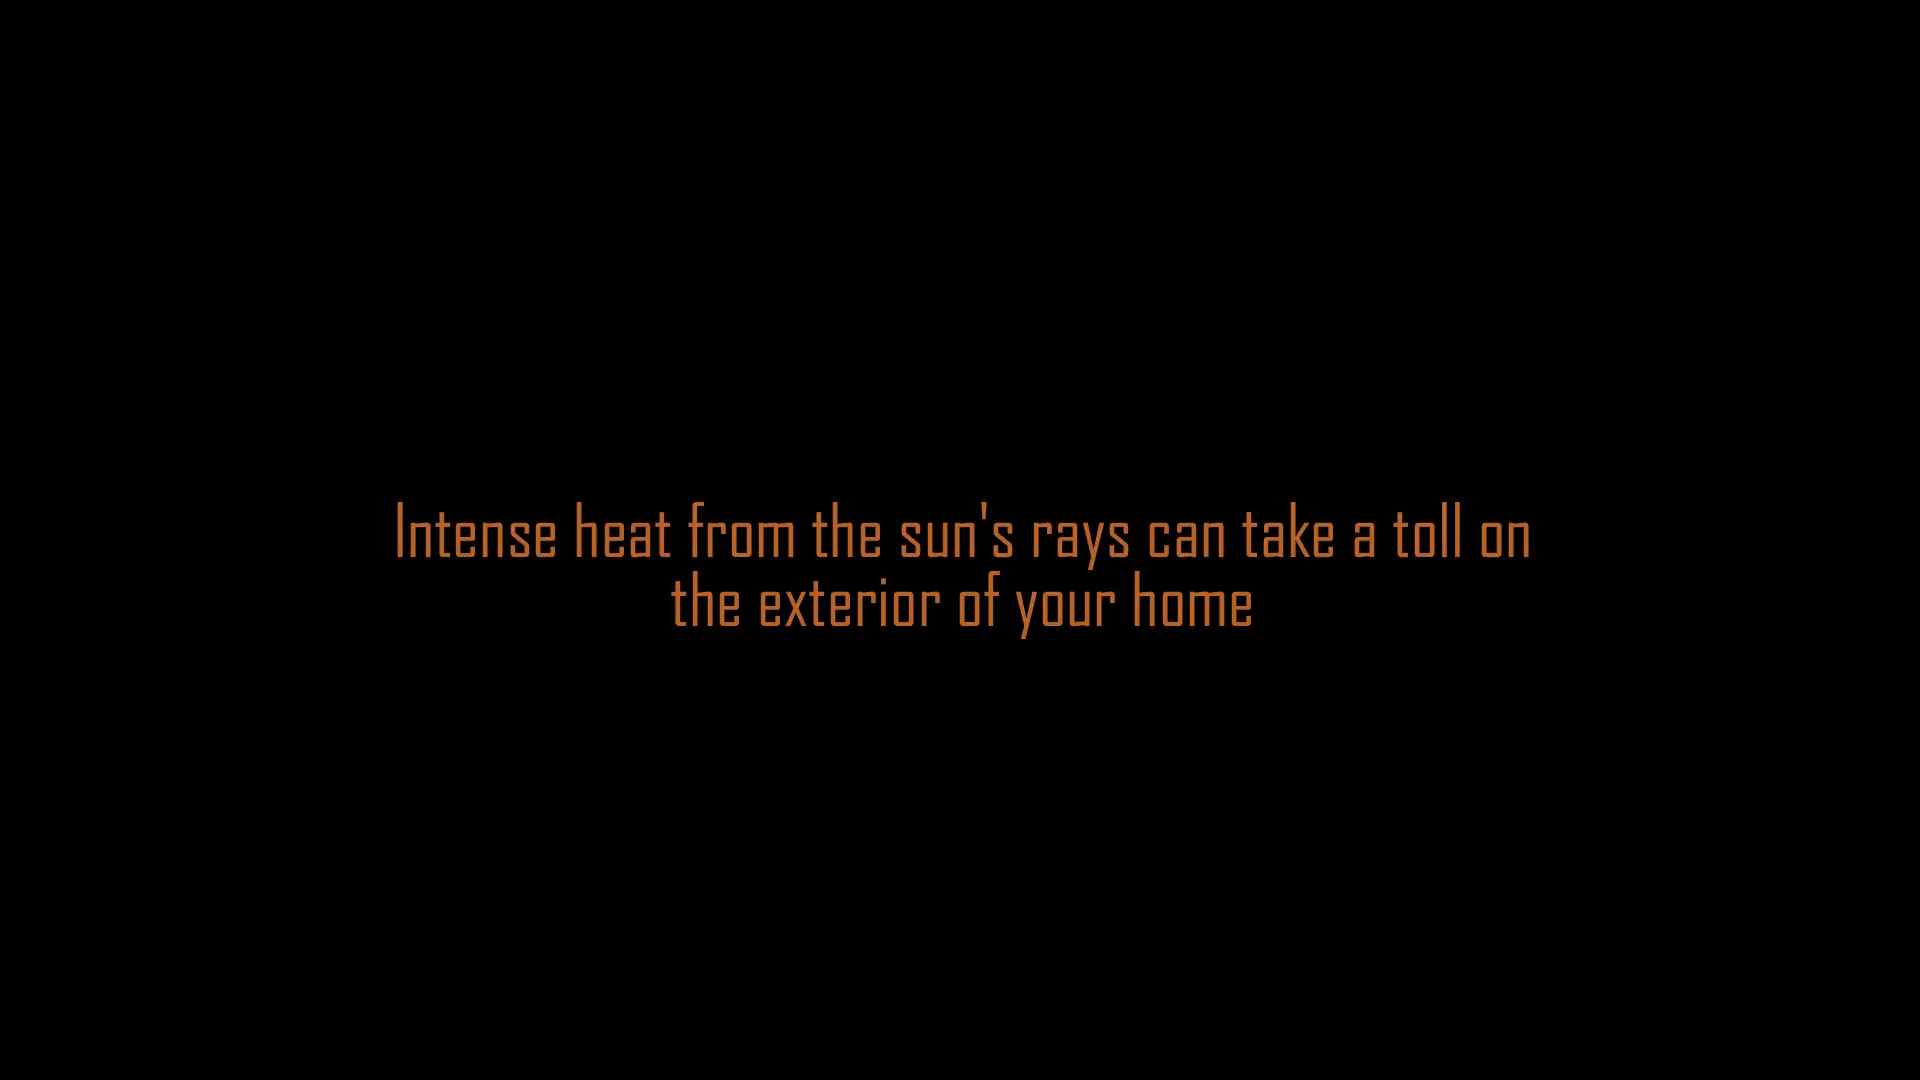 Intense heat from the sun's rays can take a toll on
the exterior of your home